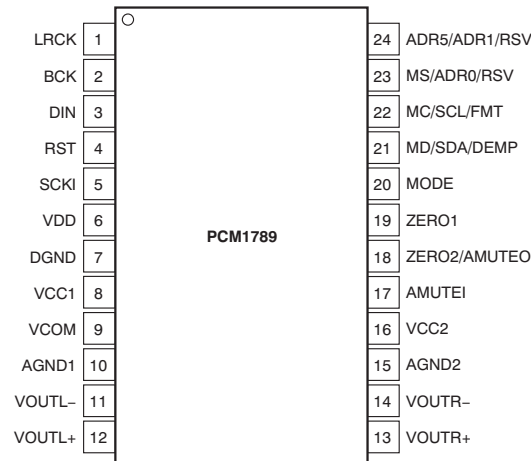 LRCK 1 24 ADR5/ADR1/RSV
BCK 2 23 MS/ADR0/RSV
DIN 3 22 MC/SCL/FMT
RST 4 21 MD/SDA/DEMP
SCKI 5 20 MODE
VDD 6 19 ZERO1
PCM1789
DGND 7 18 ZERO2/AMUTEO
VCC1 8 17 AMUTEI
VCOM 9 16 VCC2
AGND1 10 15 AGND2
VOUTL− 11 14 VOUTR−
VOUTL+ 12 13 VOUTR+